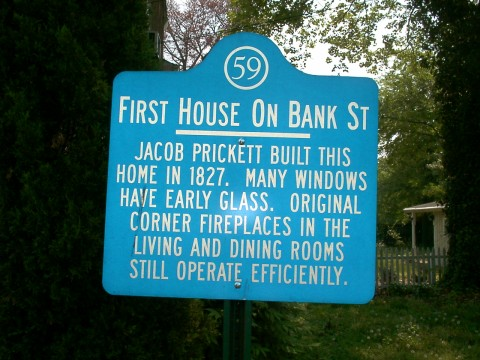 59
FIRST HOUSE ON BANK ST
JACOB PRICKETT BUILT THIS
HOME IN 1827. MANY WINDOWS
HAVE EARLY GLASS. ORIGINAL
CORNER FIREPLACES IN THE
LIVING AND DINING ROOMS
STILL OPERATE EFFICIENTLY.